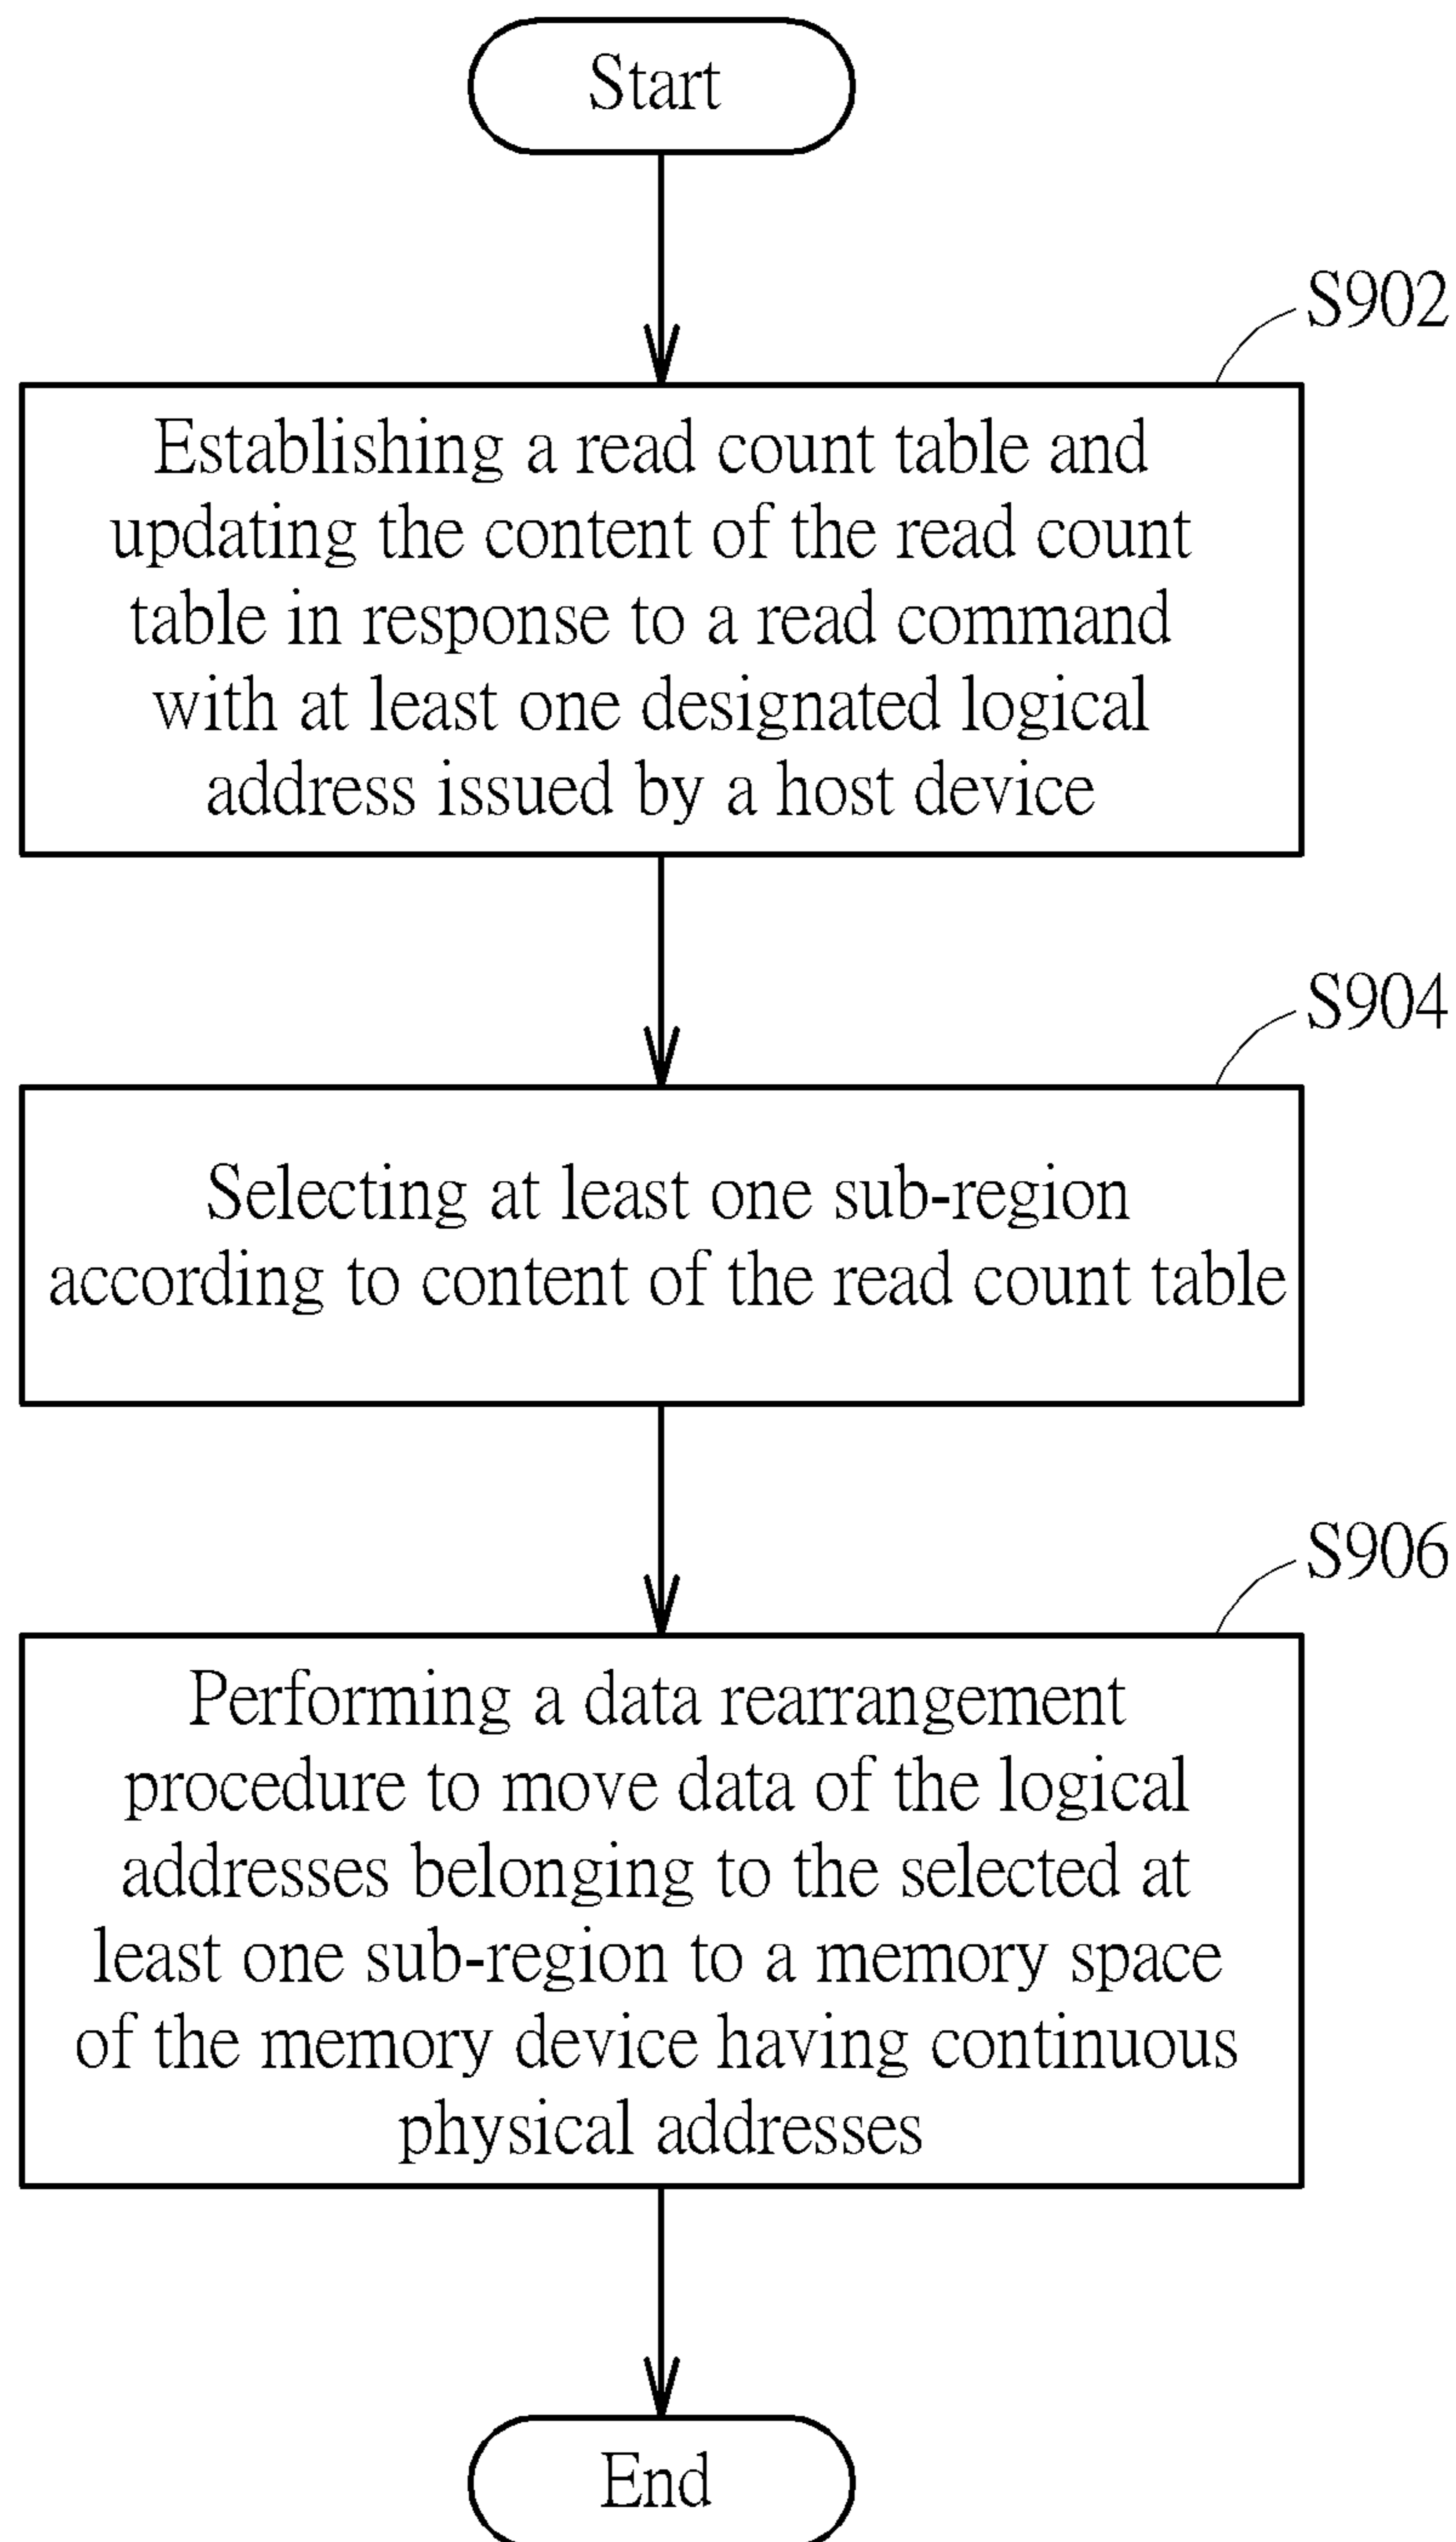 Start
S902
Establishing a read count table and
updating the content of the read count
table in response to a read command
with at least one designated logical
address issued by a host device
S904
Selecting at least one sub-region
according to content of the read count table
S906
Performing a data rearrangement
procedure to move data of the logical
addresses belonging to the selected at
least one sub-region to a memory space
of the memory device having continuous
physical addresses
End